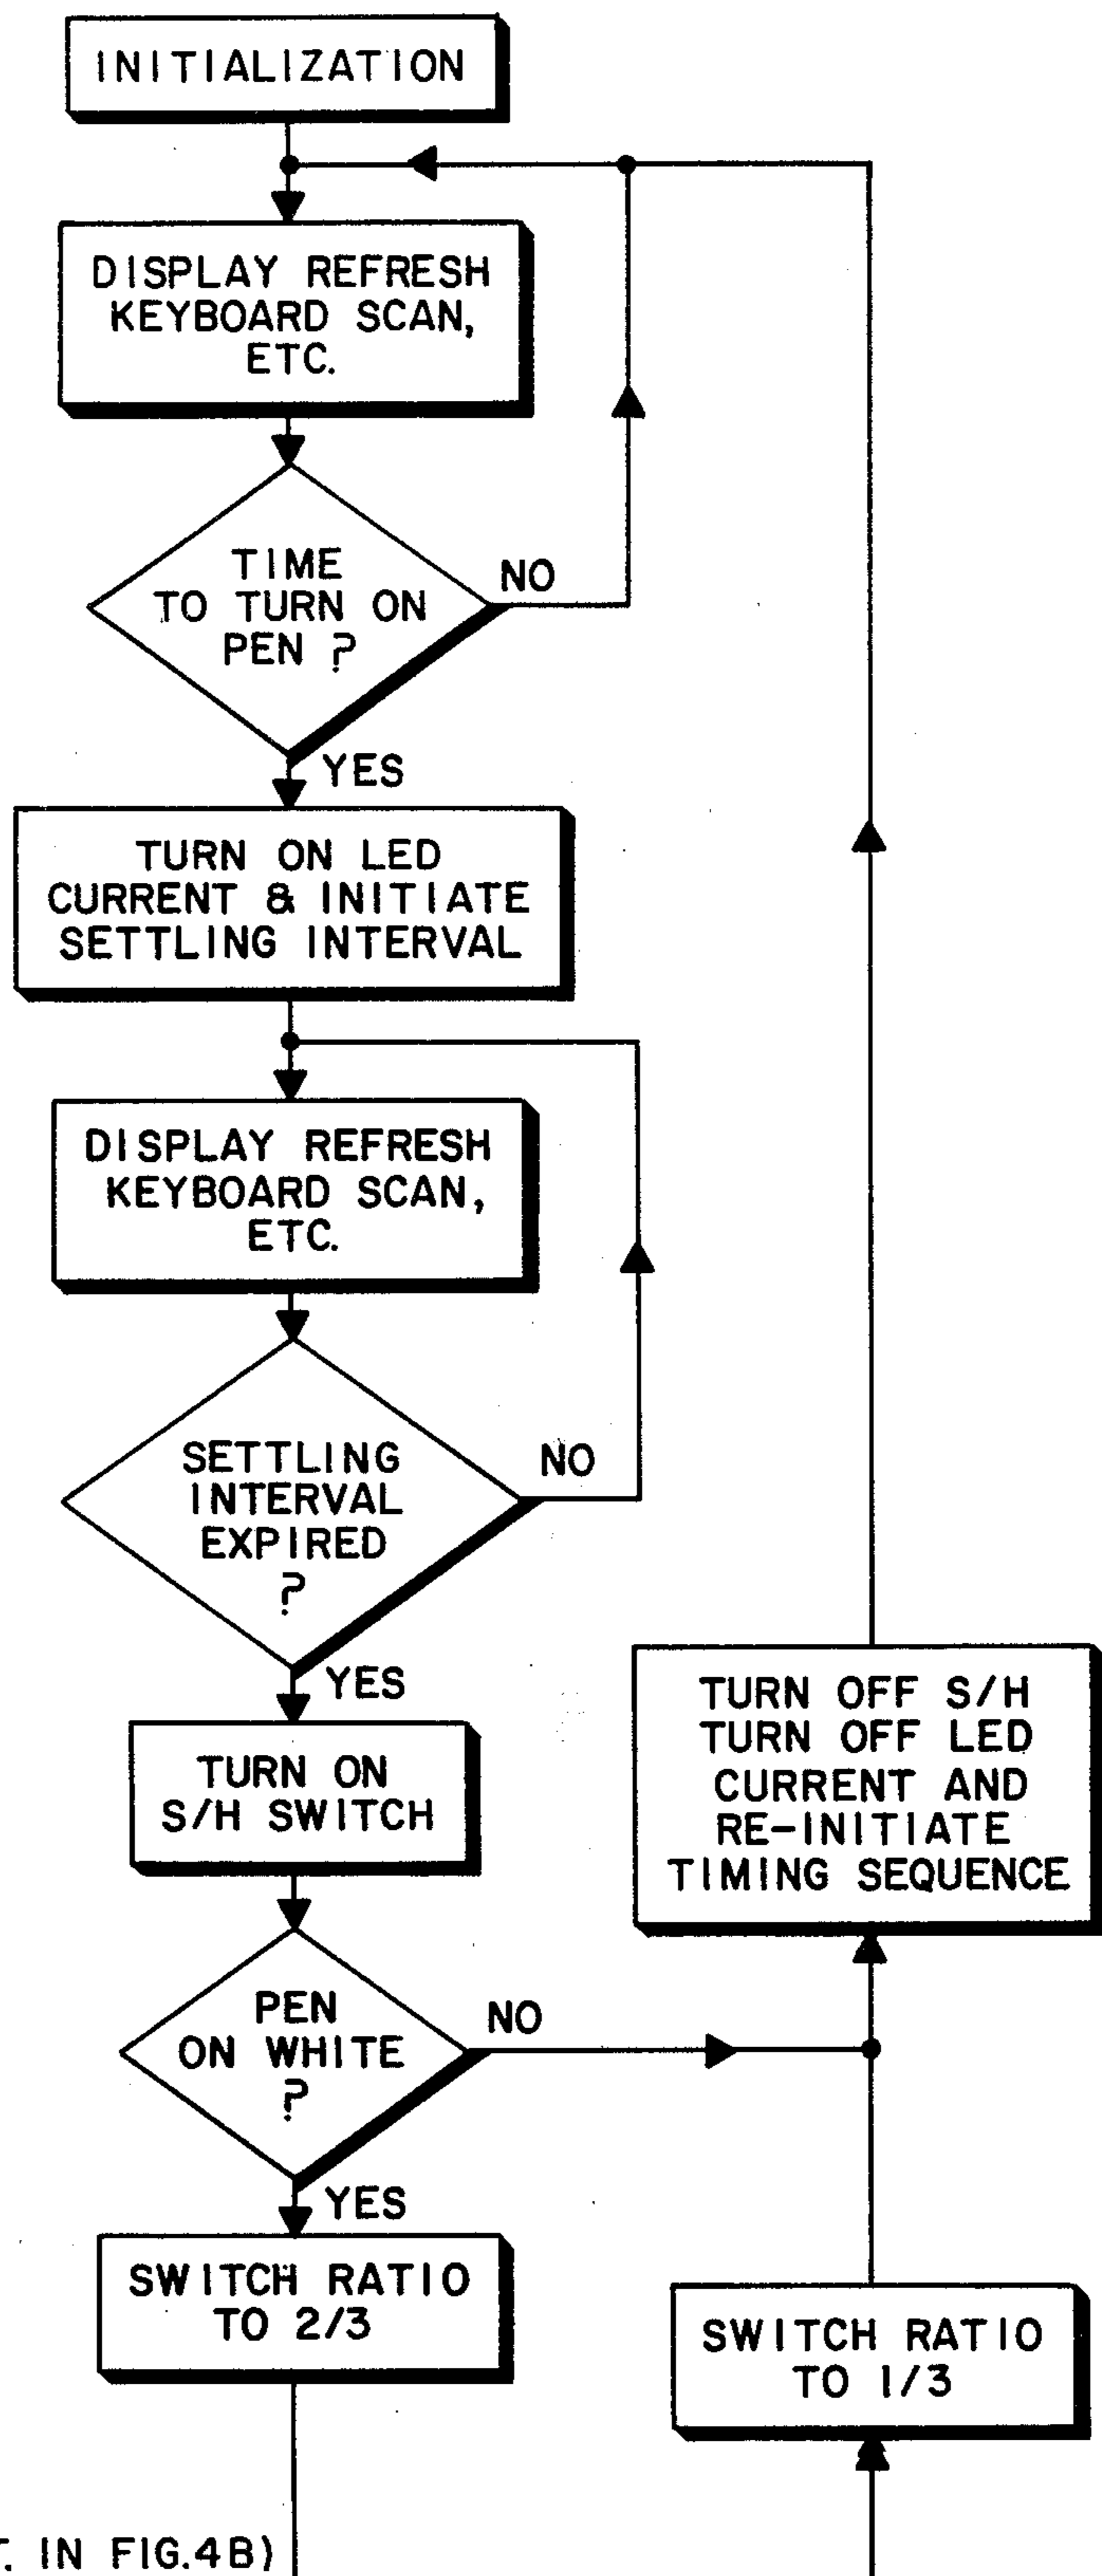 INITIALIZATION
DISPLAY REFRESH
KEYBOARD SCAN,
ETC.
TIME
TO TURN ON
PEN ?
NO
YES
TURN ON LED
CURRENT & INITIATE
SETTLING INTERVAL
DISPLAY REFRESH
KEYBOARD SCAN,
ETC.
SETTLING
INTERVAL
EXPIRED
?
NO
YES
TURN ON
S/H SWITCH
TURN OFF S/H
TURN OFF LED
CURRENT AND
RE-INITIATE
TIMING SEQUENCE
PEN
ON WHITE
?
NO
YES
SWITCH RATIO
TO 2/3
SWITCH RATIO
TO 1/3
IN FIG.4B)